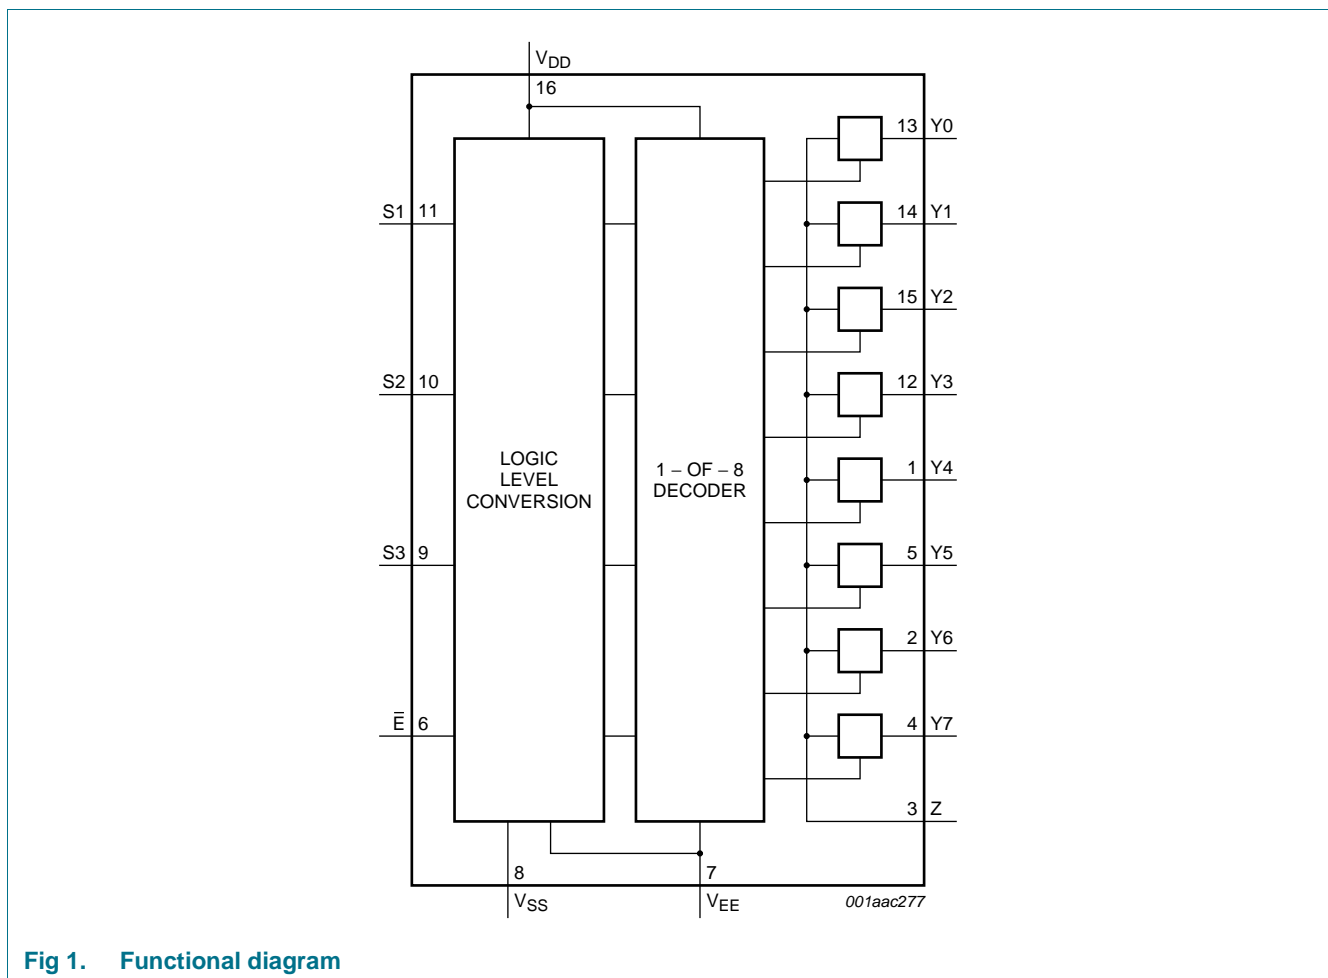 VDD
16
13 Y0
S1 11
14 Y1
15 Y2
S2 10
12 Y3
LOGIC
LEVEL
CONVERSION
1 – OF – 8
DECODER
1 Y4
S3 9
5 Y5
2 Y6
E̅ 6
4 Y7
3 Z
8
7
VSS
VEE
001aac277
Fig 1. Functional diagram